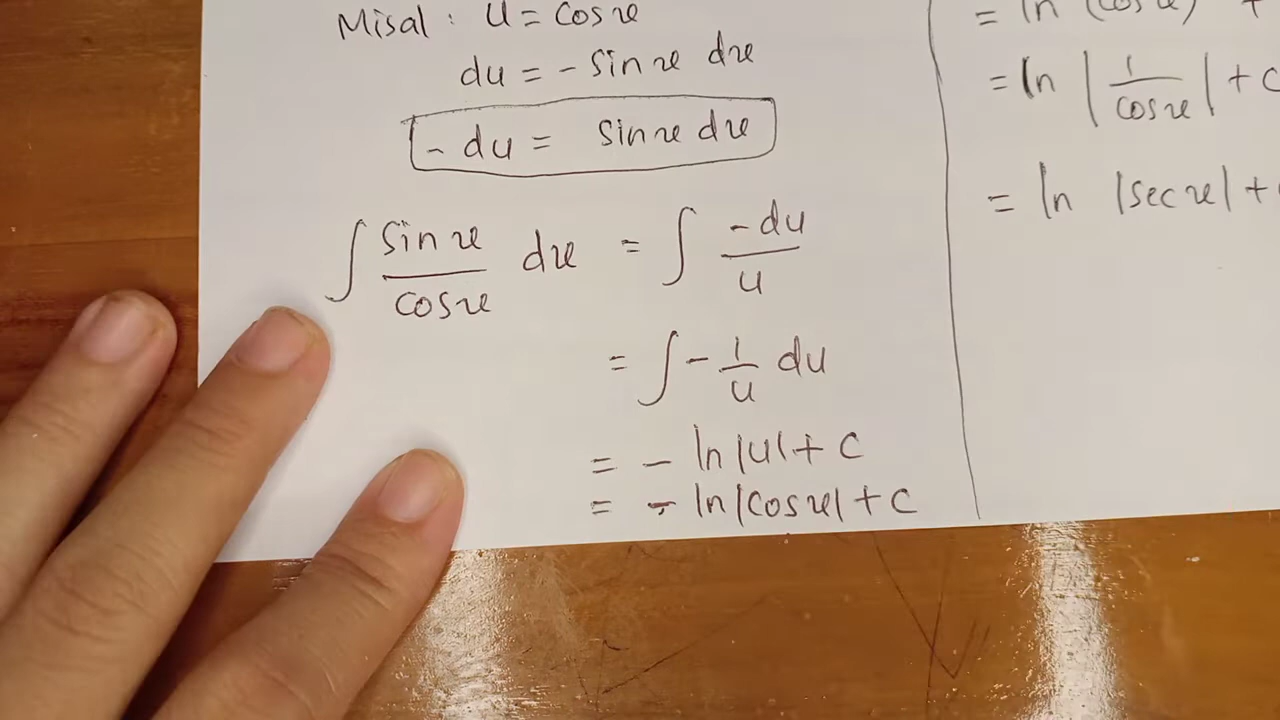 Misal : u = cos x
du = - sin x dx
- du = sin x dx
∫ sin x / cos x dx = ∫ -du / u
= ∫ - 1/u du
= - ln |u| + c
= - ln |cos x| + c
= ln (cos x) +
= ln | 1 / cos x | + c
= ln |sec x| +